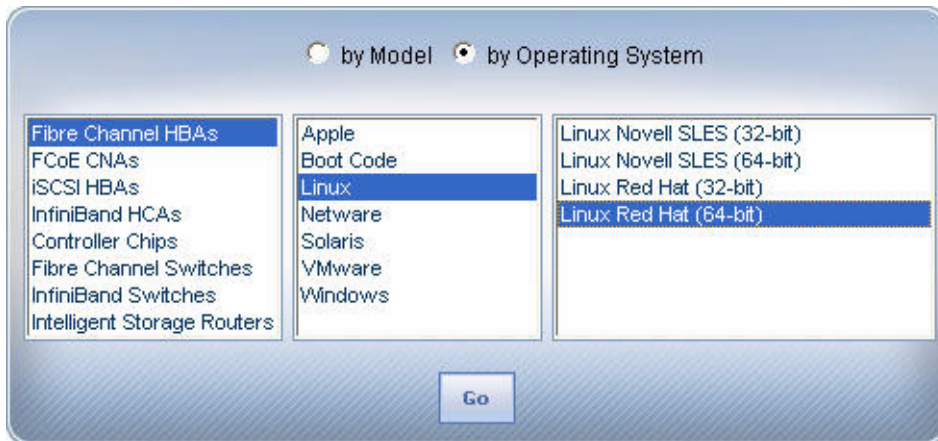 by Model by Operating System
Fibre Channel HBAs
FCoE CNAs
iSCSI HBAs
InfiniBand HCAs
Controller Chips
Fibre Channel Switches
InfiniBand Switches
Intelligent Storage Routers
Apple
Boot Code
Linux
Netware
Solaris
VMware
Windows
Linux Novell SLES (32-bit)
Linux Novell SLES (64-bit)
Linux Red Hat (32-bit)
Linux Red Hat (64-bit)
Go